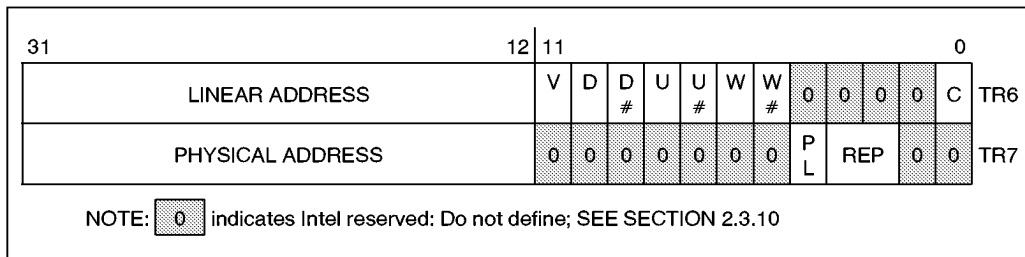 31 12 11 0
LINEAR ADDRESS V D D# U U# W W# 0 0 0 0 C TR6
PHYSICAL ADDRESS 0 0 0 0 0 0 0 PL REP 0 0 TR7
NOTE: 0 indicates Intel reserved: Do not define; SEE SECTION 2.3.10